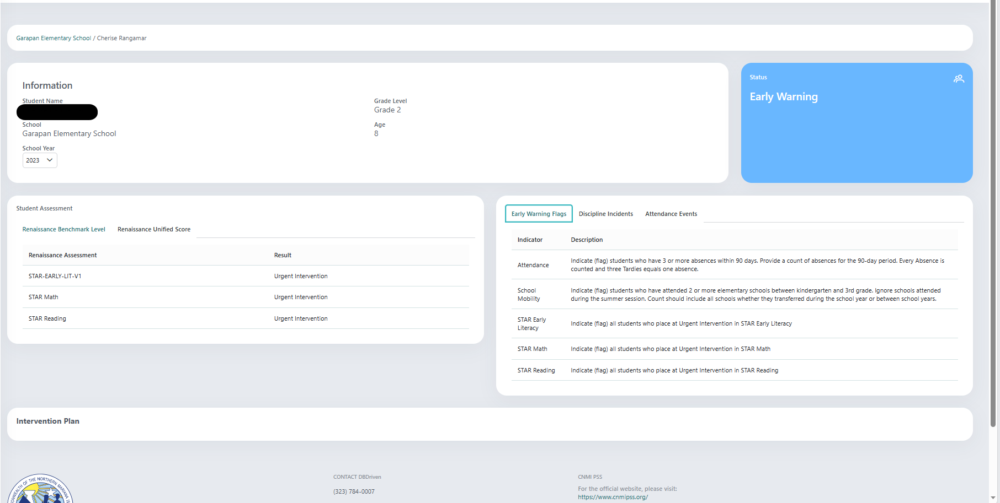 Garapan Elementary School / Cherise Rangamar
Information
Student Name
Grade Level
Grade 2
School
Garapan Elementary School
Age
8
School Year
2023
Status
Early Warning
Student Assessment
Renaissance Benchmark Level
Renaissance Unified Score
Renaissance Assessment Result
STAR-EARLY-LIT-V1 Urgent Intervention
STAR Math Urgent Intervention
STAR Reading Urgent Intervention
Early Warning Flags
Discipline Incidents
Attendance Events
Indicator Description
Attendance
Indicate (flag) students who have 3 or more absences within 90 days. Provide a count of absences for the 90-day period. Every Absence is
counted and three Tardies equals one absence.
School
Mobility
Indicate (flag) students who have attended 2 or more elementary schools between kindergarten and 3rd grade. Ignore schools attended
during the summer session. Count should include all schools whether they transferred during the school year or between school years.
STAR Early
Literacy
Indicate (flag) all students who place at Urgent Intervention in STAR Early Literacy
STAR Math Indicate (flag) all students who place at Urgent Intervention in STAR Math
STAR Reading Indicate (flag) all students who place at Urgent Intervention in STAR Reading
Intervention Plan
OF THE NORTHERN MARIANA
CONTACT DBDriven
(323) 784-0007
CNMI PSS
For the official website, please visit:
https://www.cnmipss.org/